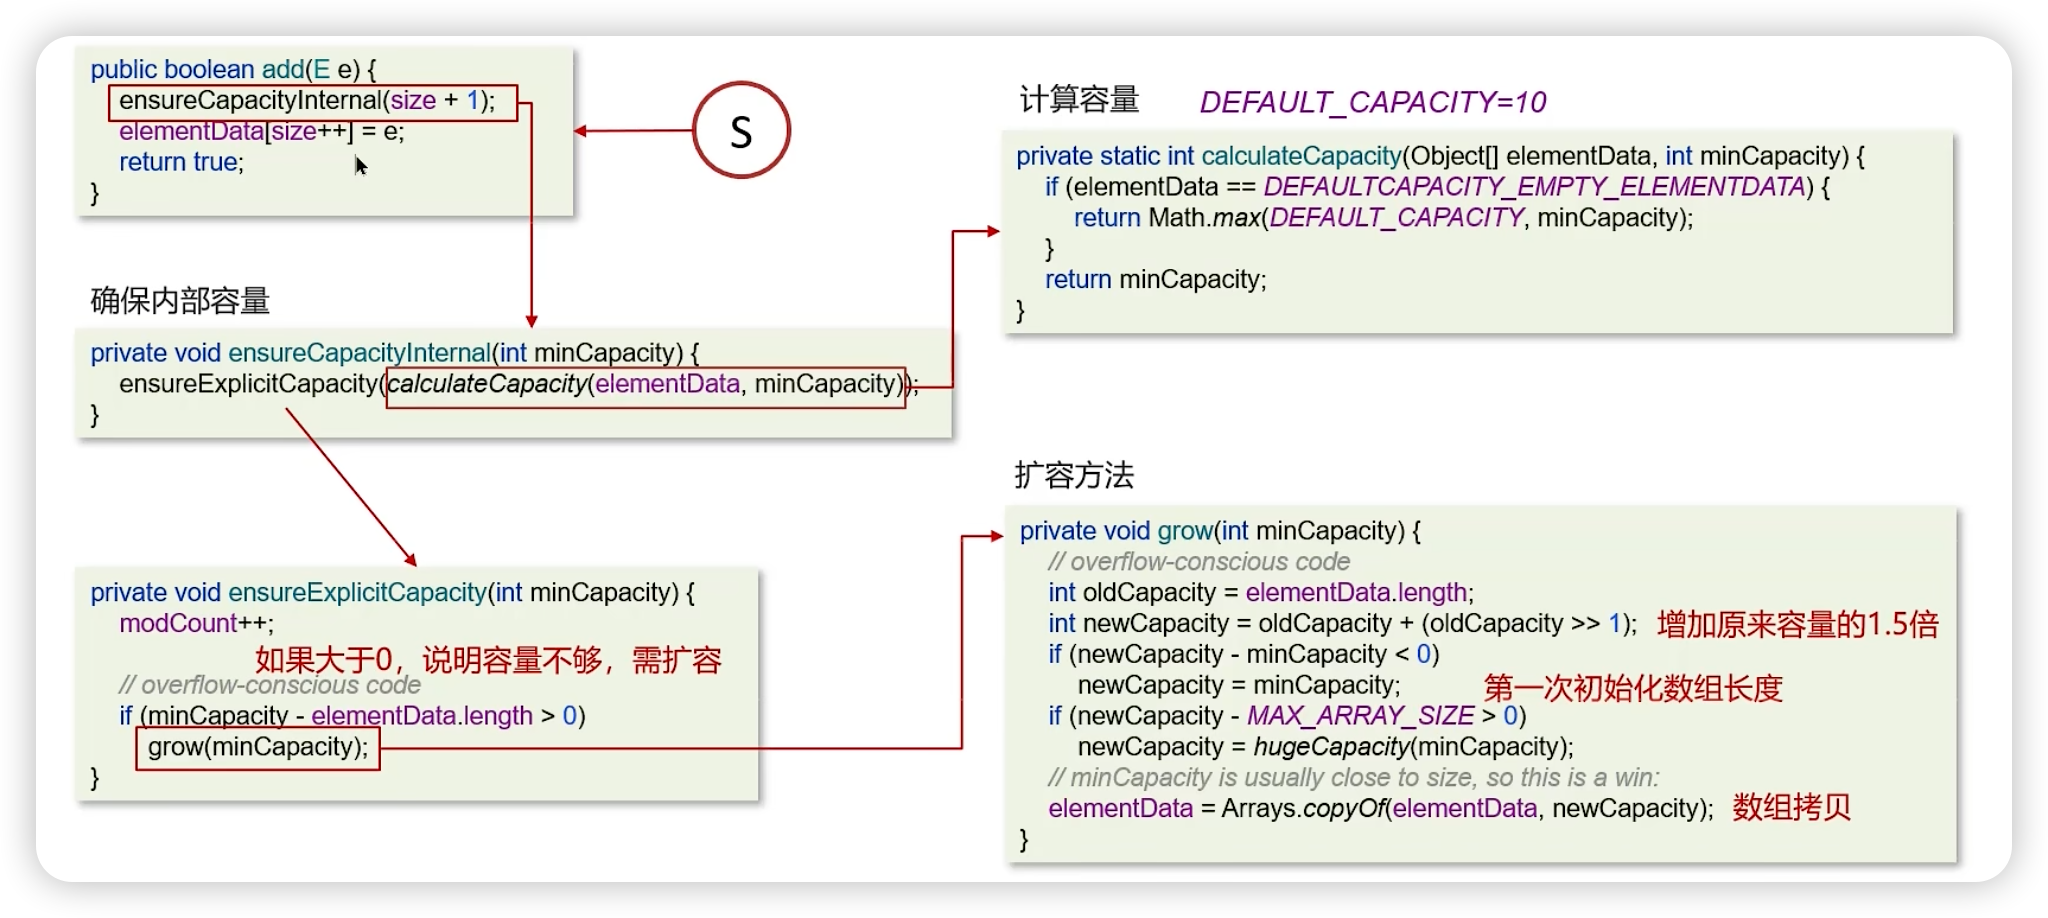 public boolean add(E e) {
ensureCapacityInternal(size + 1);
elementData[size++] = e;
return true;
}
S
确保内部容量
private void ensureCapacityInternal(int minCapacity) {
ensureExplicitCapacity(calculateCapacity(elementData, minCapacity));
}
private void ensureExplicitCapacity(int minCapacity) {
modCount++;
如果大于0，说明容量不够，需扩容
// overflow-conscious code
if (minCapacity - elementData.length > 0)
grow(minCapacity);
}
计算容量 DEFAULT_CAPACITY=10
private static int calculateCapacity(Object[] elementData, int minCapacity) {
if (elementData == DEFAULTCAPACITY_EMPTY_ELEMENTDATA) {
return Math.max(DEFAULT_CAPACITY, minCapacity);
}
return minCapacity;
}
扩容方法
private void grow(int minCapacity) {
// overflow-conscious code
int oldCapacity = elementData.length;
int newCapacity = oldCapacity + (oldCapacity >> 1); 增加原来容量的1.5倍
if (newCapacity - minCapacity < 0)
newCapacity = minCapacity; 第一次初始化数组长度
if (newCapacity - MAX_ARRAY_SIZE > 0)
newCapacity = hugeCapacity(minCapacity);
// minCapacity is usually close to size, so this is a win:
elementData = Arrays.copyOf(elementData, newCapacity); 数组拷贝
}